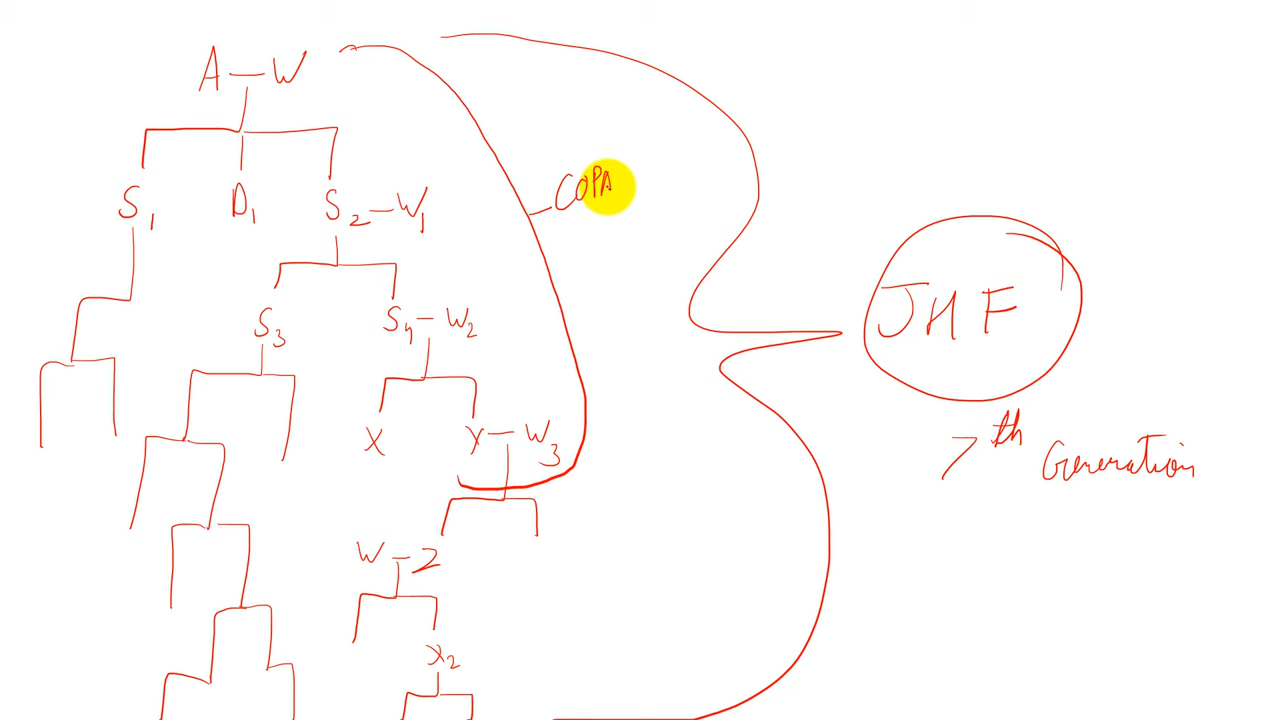 A — W
S1 D1 S2 — W1
COPA
S3 S4 — W2
JHF
X Y — W3
7th Generation
W — Z
X2